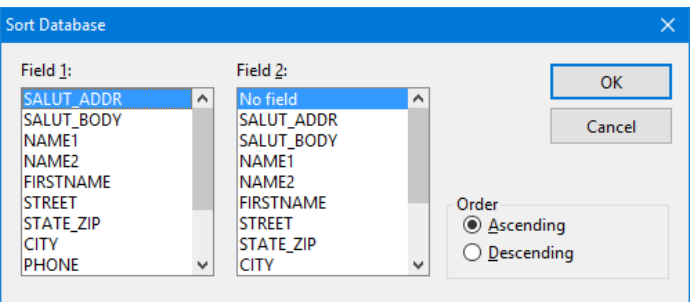 Sort Database
Field 1:
SALUT_ADDR
SALUT_BODY
NAME1
NAME2
FIRSTNAME
STREET
STATE_ZIP
CITY
PHONE
Field 2:
No field
SALUT_ADDR
SALUT_BODY
NAME1
NAME2
FIRSTNAME
STREET
STATE_ZIP
CITY
OK
Cancel
Order
Ascending
Descending